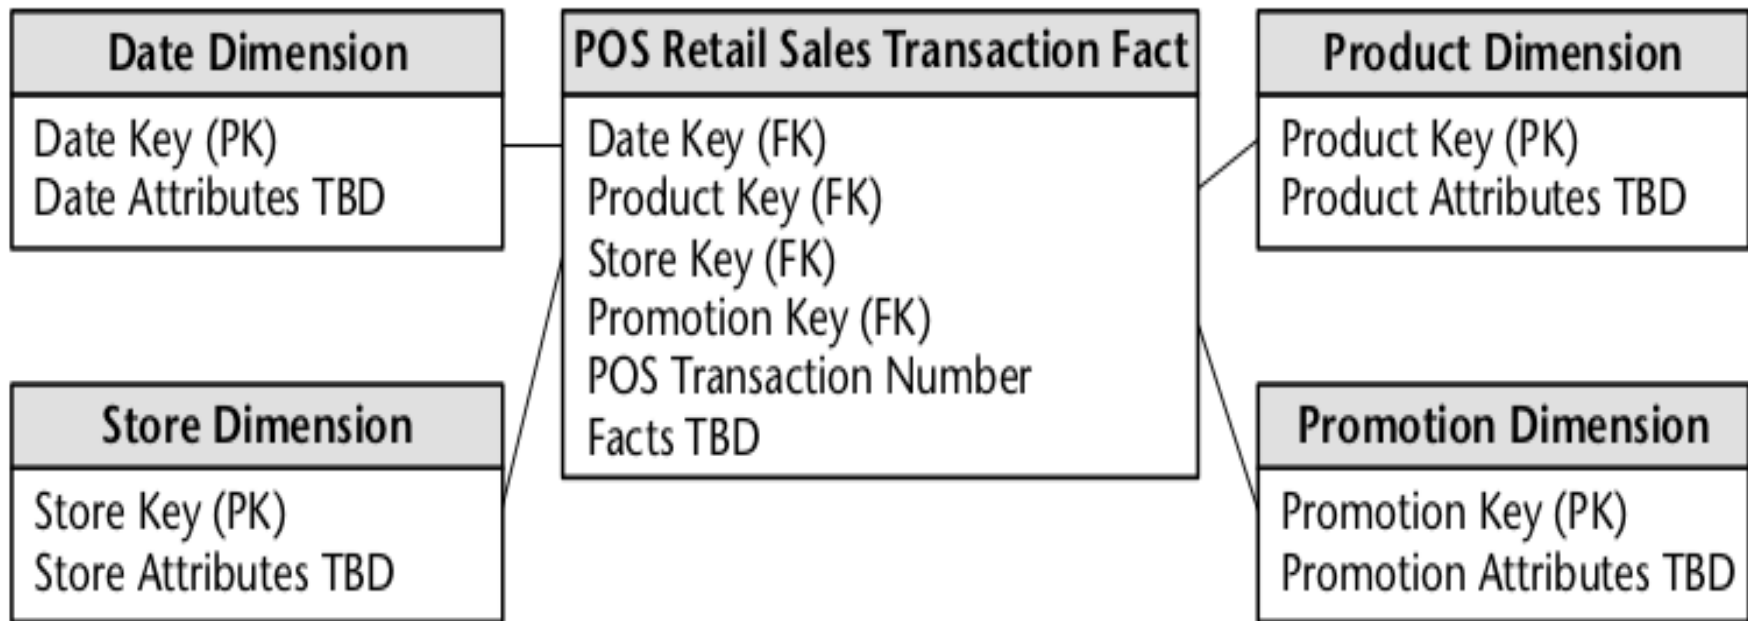 Date Dimension
Date Key (PK)
Date Attributes TBD
POS Retail Sales Transaction Fact
Date Key (FK)
Product Key (FK)
Store Key (FK)
Promotion Key (FK)
POS Transaction Number
Facts TBD
Product Dimension
Product Key (PK)
Product Attributes TBD
Store Dimension
Store Key (PK)
Store Attributes TBD
Promotion Dimension
Promotion Key (PK)
Promotion Attributes TBD